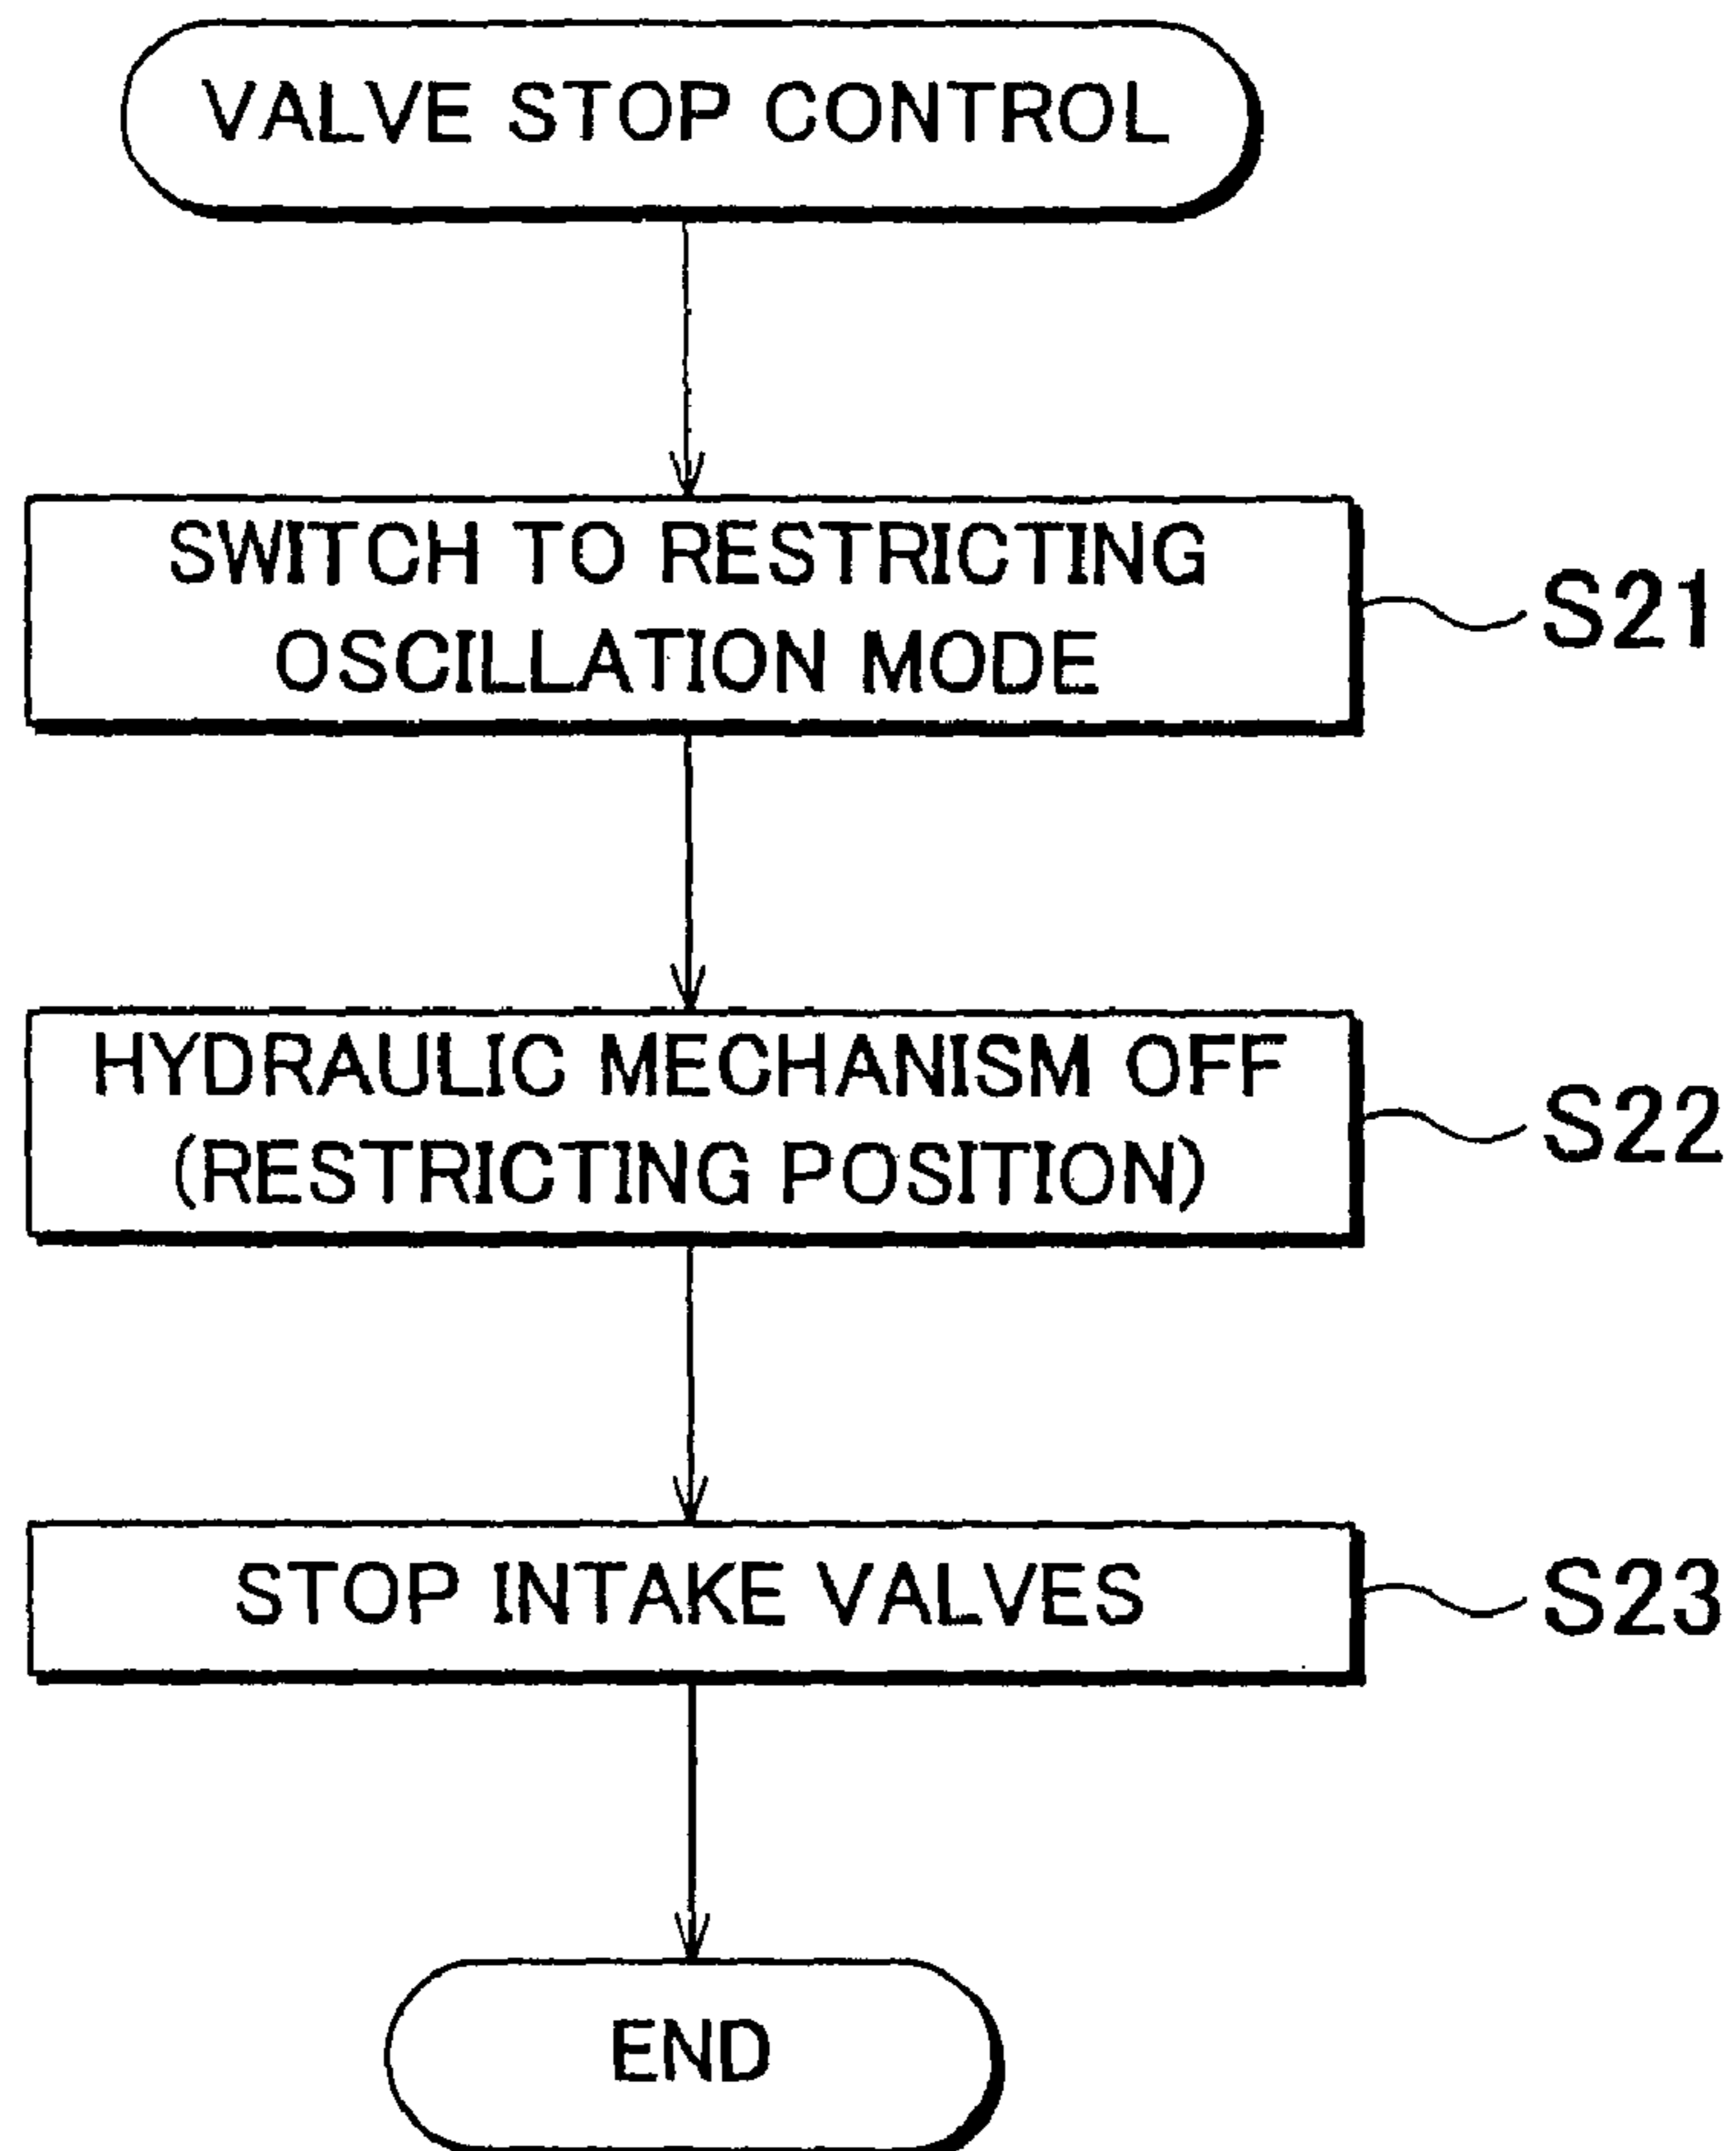 VALVE STOP CONTROL
SWITCH TO RESTRICTING
OSCILLATION MODE
S21
HYDRAULIC MECHANISM OFF
(RESTRICTING POSITION)
S22
STOP INTAKE VALVES
S23
END